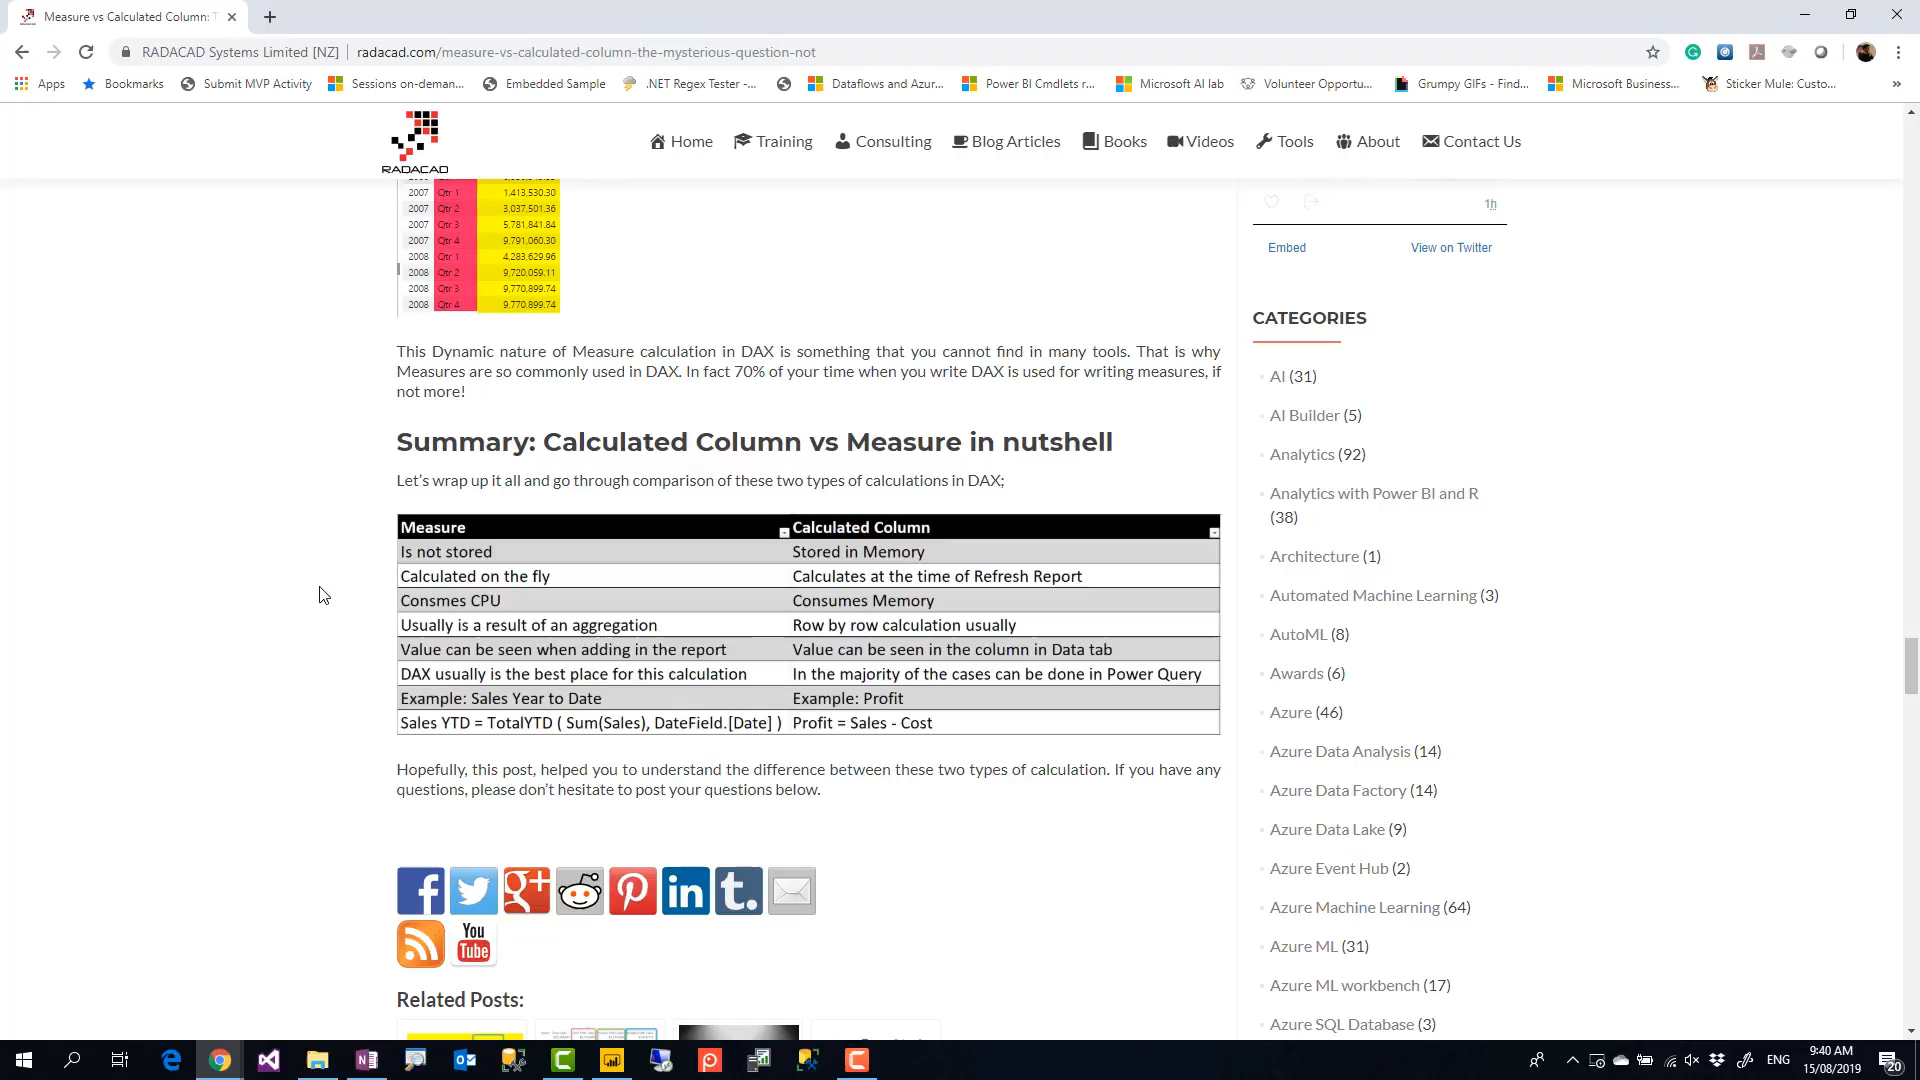 Measure vs Calculated Column: T
RADACAD Systems Limited [NZ] | radacad.com/measure-vs-calculated-column-the-mysterious-question-not
Apps Bookmarks Submit MVP Activity Sessions on-deman... Embedded Sample .NET Regex Tester -... Dataflows and Azur... Power BI Cmdlets r... Microsoft AI lab Volunteer Opportu... Grumpy GIFs - Find... Microsoft Business... Sticker Mule: Custo... »
RADACAD
Home Training Consulting Blog Articles Books Videos Tools About Contact Us
2007 Qtr 1 1,413,530.30
2007 Qtr 2 3,037,501.36
2007 Qtr 3 5,781,841.84
2007 Qtr 4 9,791,060.30
2008 Qtr 1 4,283,629.96
2008 Qtr 2 9,720,059.11
2008 Qtr 3 9,770,899.74
2008 Qtr 4 9,770,899.74
This Dynamic nature of Measure calculation in DAX is something that you cannot find in many tools. That is why
Measures are so commonly used in DAX. In fact 70% of your time when you write DAX is used for writing measures, if
not more!
Summary: Calculated Column vs Measure in nutshell
Let's wrap up it all and go through comparison of these two types of calculations in DAX;
Measure Calculated Column
Is not stored Stored in Memory
Calculated on the fly Calculates at the time of Refresh Report
Consmes CPU Consumes Memory
Usually is a result of an aggregation Row by row calculation usually
Value can be seen when adding in the report Value can be seen in the column in Data tab
DAX usually is the best place for this calculation In the majority of the cases can be done in Power Query
Example: Sales Year to Date Example: Profit
Sales YTD = TotalYTD ( Sum(Sales), DateField.[Date] ) Profit = Sales - Cost
Hopefully, this post, helped you to understand the difference between these two types of calculation. If you have any
questions, please don't hesitate to post your questions below.
f g+ P in t.
You
Tube
Related Posts:
1h
Embed View on Twitter
CATEGORIES
AI (31)
AI Builder (5)
Analytics (92)
Analytics with Power BI and R
(38)
Architecture (1)
Automated Machine Learning (3)
AutoML (8)
Awards (6)
Azure (46)
Azure Data Analysis (14)
Azure Data Factory (14)
Azure Data Lake (9)
Azure Event Hub (2)
Azure Machine Learning (64)
Azure ML (31)
Azure ML workbench (17)
Azure SQL Database (3)
ENG
9:40 AM
15/08/2019
20